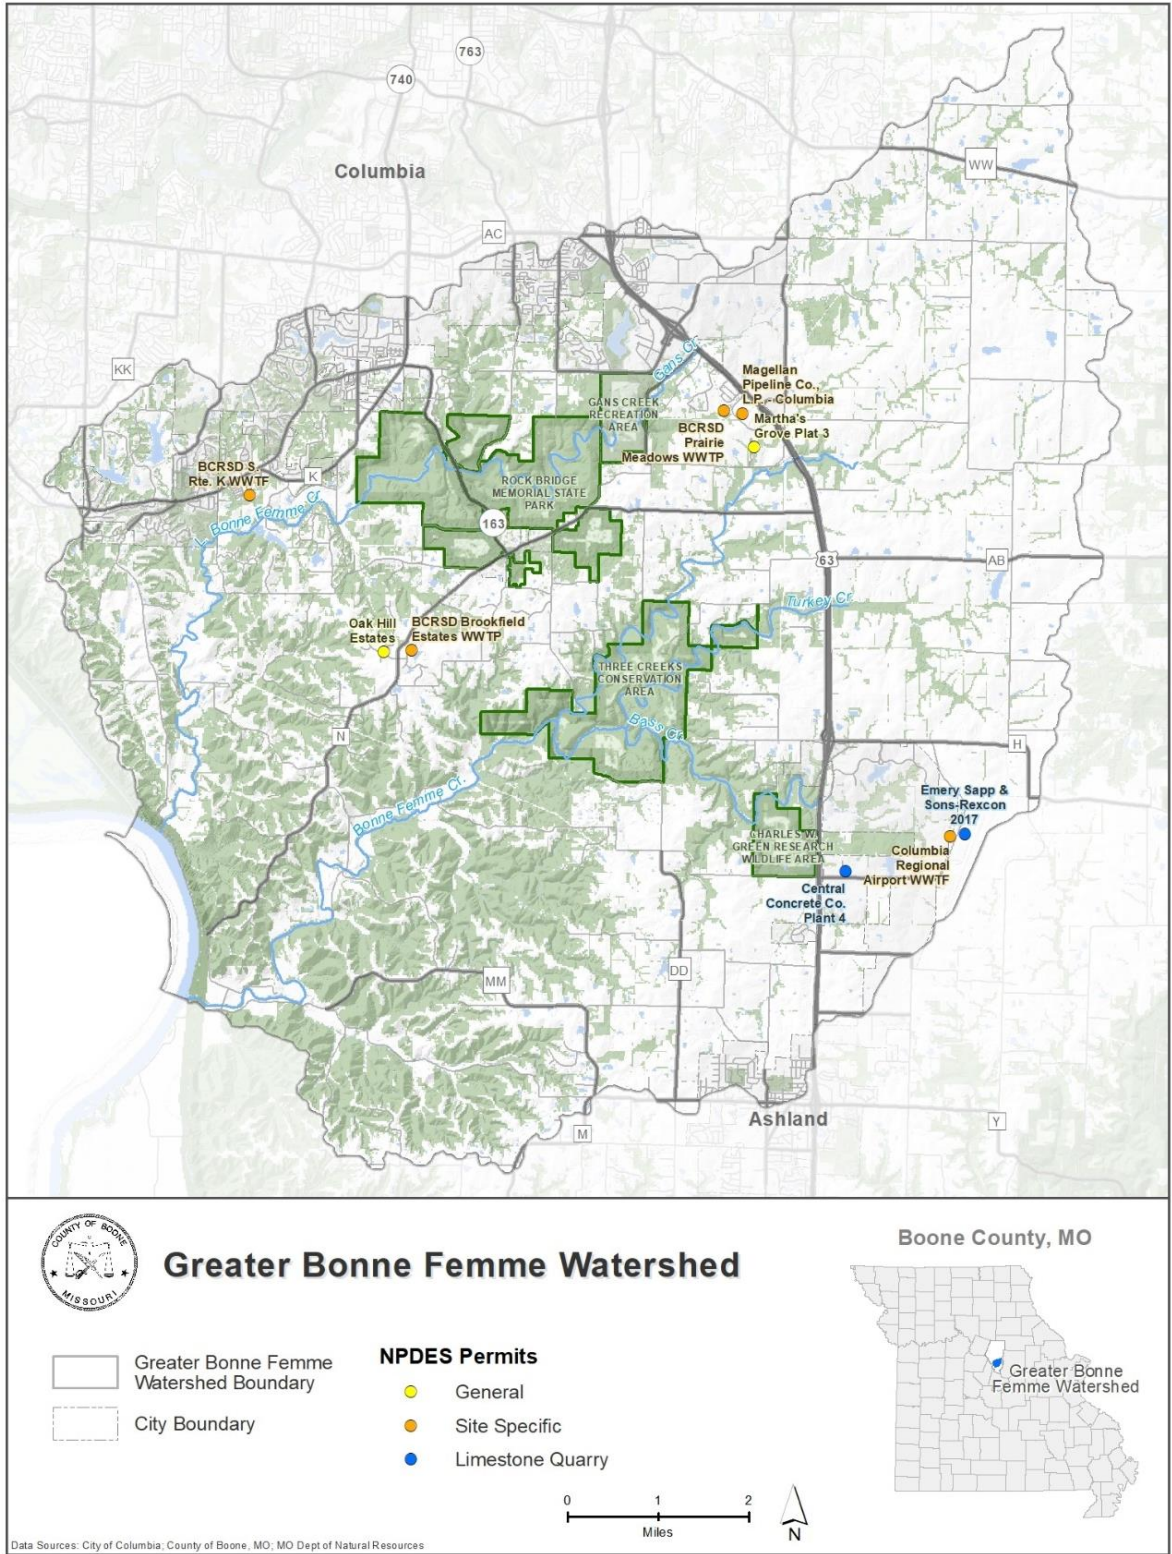 763
740
Columbia
WW
AC
KK
Gans Cr.
Magellan
Pipeline Co.,
L.P. - Columbia
GANS CREEK
RECREATION
AREA
Martha's
Grove Plat 3
BCRSD
Prairie
Meadows WWTP
BCRSD S.
Rte. K WWTF
K
ROCK BRIDGE
MEMORIAL STATE
PARK
L. Bonne Femme Cr.
163
63
AB
Turkey Cr.
Oak Hill
Estates
BCRSD Brookfield
Estates WWTP
THREE CREEKS
CONSERVATION
AREA
Bass Cr.
N
H
Bonne Femme Cr.
Emery Sapp &
Sons-Rexcon
2017
CHARLES W.
GREEN RESEARCH
WILDLIFE AREA
Columbia
Regional
Airport WWTF
Central
Concrete Co.
Plant 4
MM
DD
Ashland
Y
M
COUNTY OF BOONE
MISSOURI
Greater Bonne Femme Watershed
Boone County, MO
Greater Bonne Femme
Watershed Boundary
City Boundary
NPDES Permits
General
Site Specific
Limestone Quarry
Greater Bonne
Femme Watershed
0 1 2
Miles
N
Data Sources: City of Columbia; County of Boone, MO; MO Dept of Natural Resources